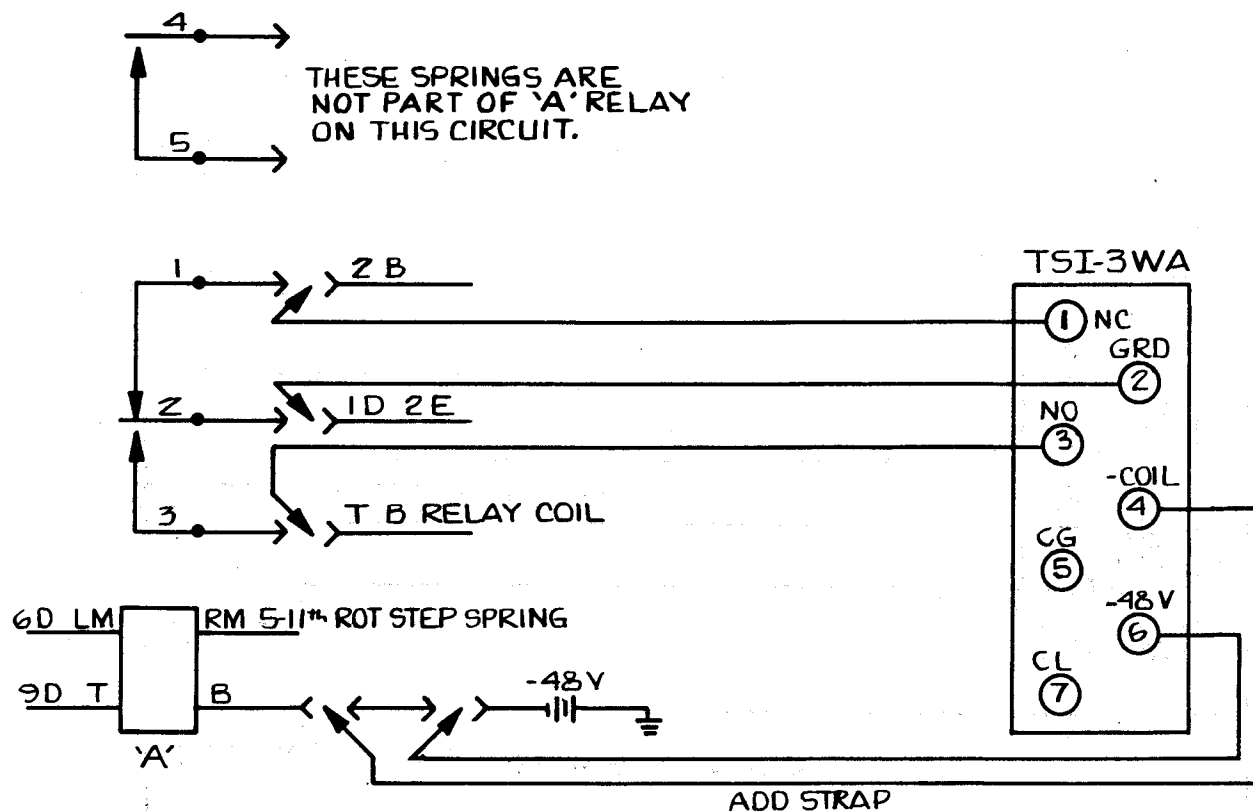 4
THESE SPRINGS ARE
NOT PART OF 'A' RELAY
ON THIS CIRCUIT.
5
TSI-3WA
1
2 B
1 NC
GRD
2
2
1D 2E
NO
3
-COIL
4
3
T B RELAY COIL
CG
5
-48V
6
6D LM
RM 5-11th ROT STEP SPRING
CL
7
9D T
B
-48V
'A'
ADD STRAP